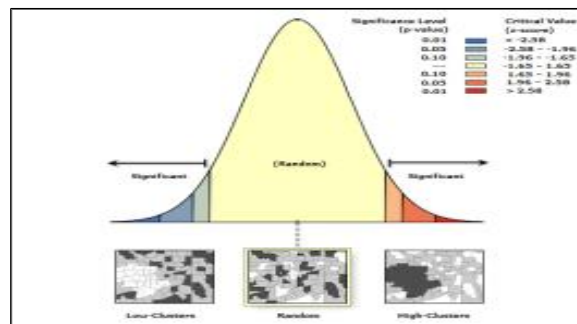 Significance Level
(p-value)
Critical Value
(z-score)
0.01 < -2.58
0.05 -2.58 – -1.96
0.10 -1.96 – -1.65
---- -1.65 – 1.65
0.10 1.65 – 1.96
0.05 1.96 – 2.58
0.01 > 2.58
(Random)
Significant
Significant
Low-Clusters
Random
High-Clusters